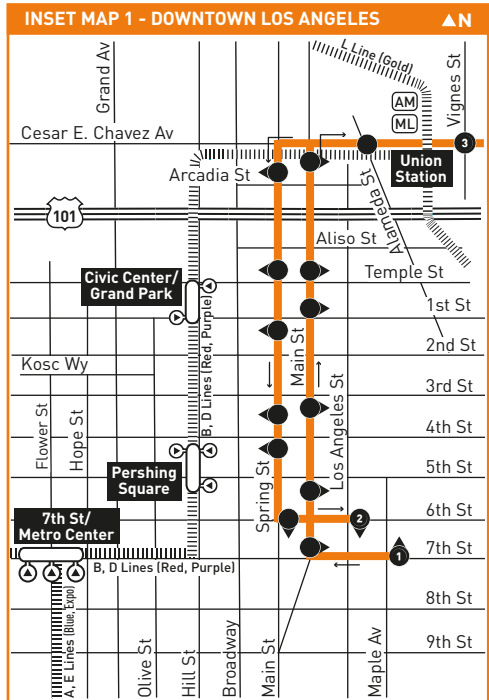 INSET MAP 1 - DOWNTOWN LOS ANGELES
▲N
L Line (Gold)
Grand Av
Vignes St
AM
ML
Cesar E. Chavez Av
3
Union
Station
Arcadia St
Alameda St
101
Aliso St
Temple St
Civic Center/
Grand Park
1st St
2nd St
B, D Lines (Red, Purple)
Main St
Kosc Wy
3rd St
Flower St
Hope St
4th St
Los Angeles St
Pershing
Square
5th St
Spring St
6th St
2
7th St/
Metro Center
7th St
1
B, D Lines (Red, Purple)
A, E Lines (Blue, Expo)
8th St
9th St
Olive St
Hill St
Broadway
Main St
Maple Av